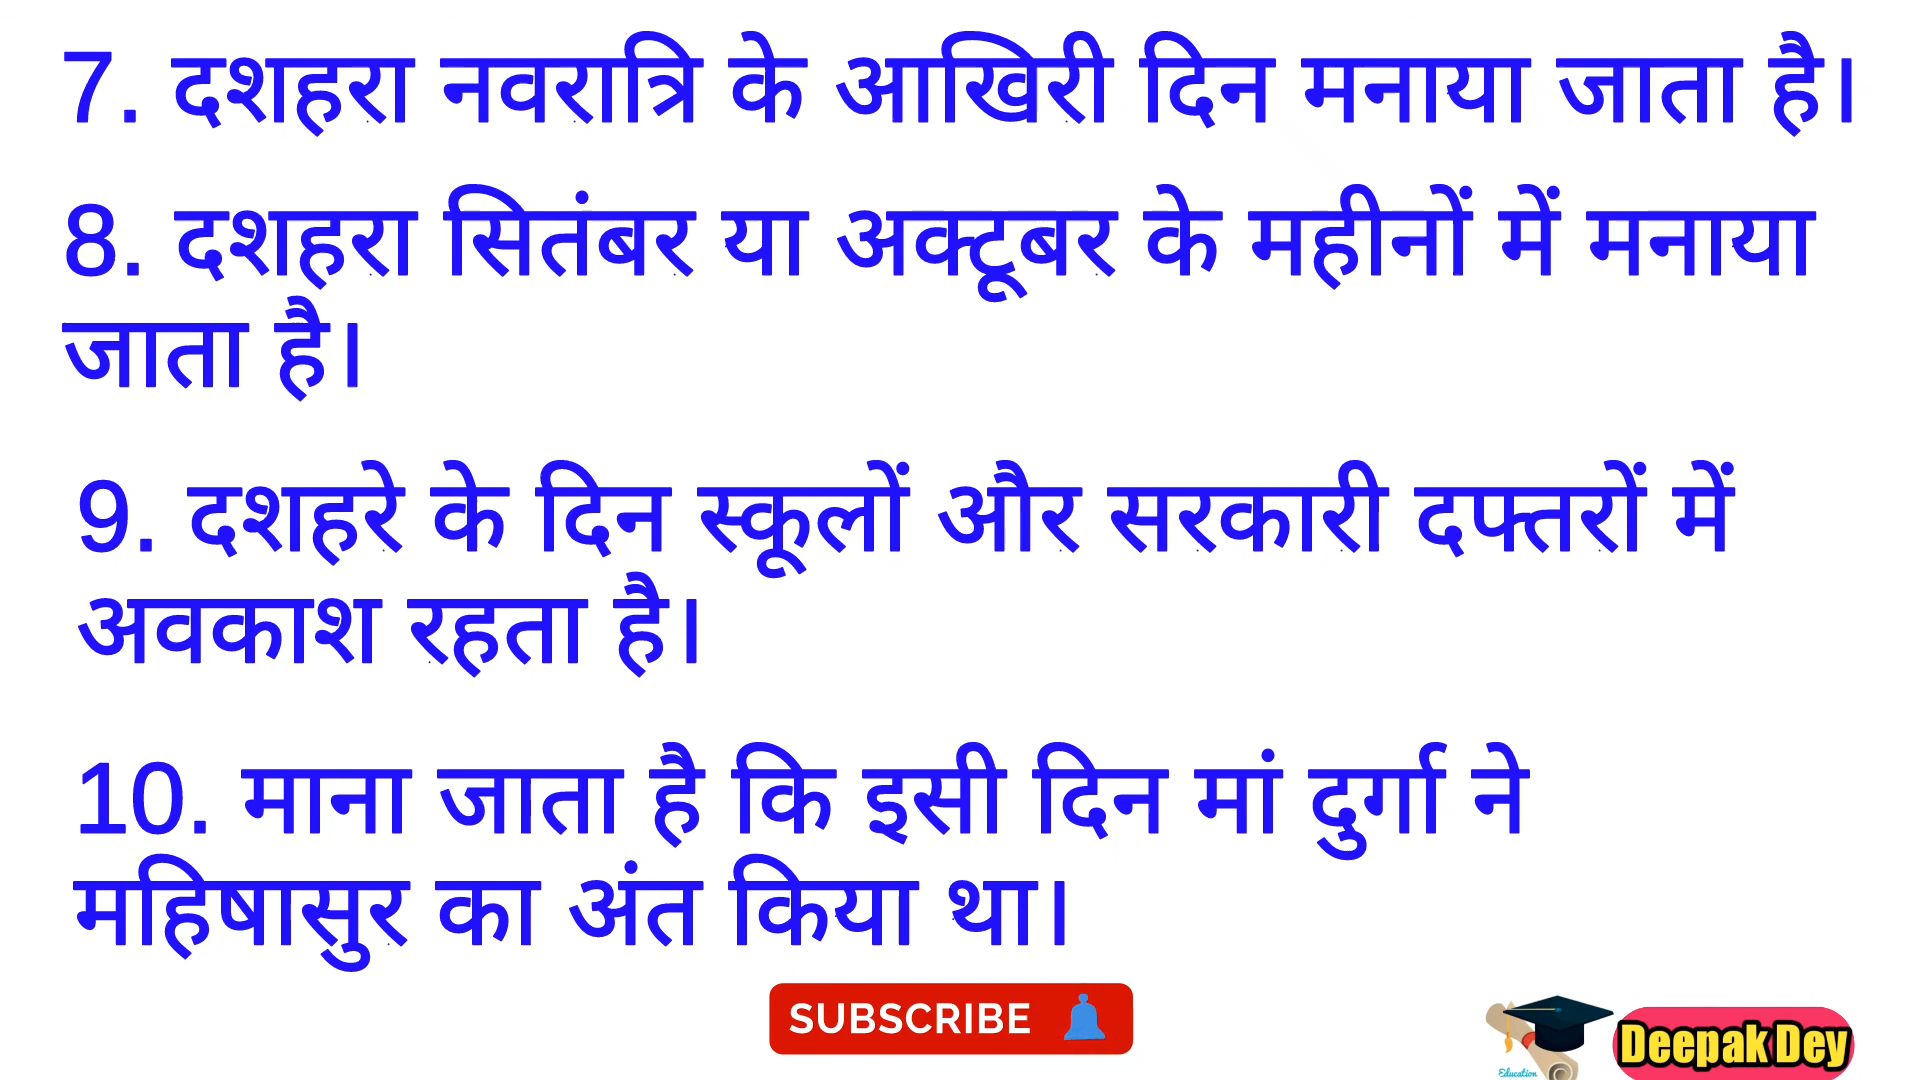 7. दशहरा नवरात्रि के आखिरी दिन मनाया जाता है।
8. दशहरा सितंबर या अक्टूबर के महीनों में मनाया
जाता है।
9. दशहरे के दिन स्कूलों और सरकारी दफ्तरों में
अवकाश रहता है।
10. माना जाता है कि इसी दिन मां दुर्गा ने
महिषासुर का अंत किया था।
SUBSCRIBE
Education
Deepak Dey